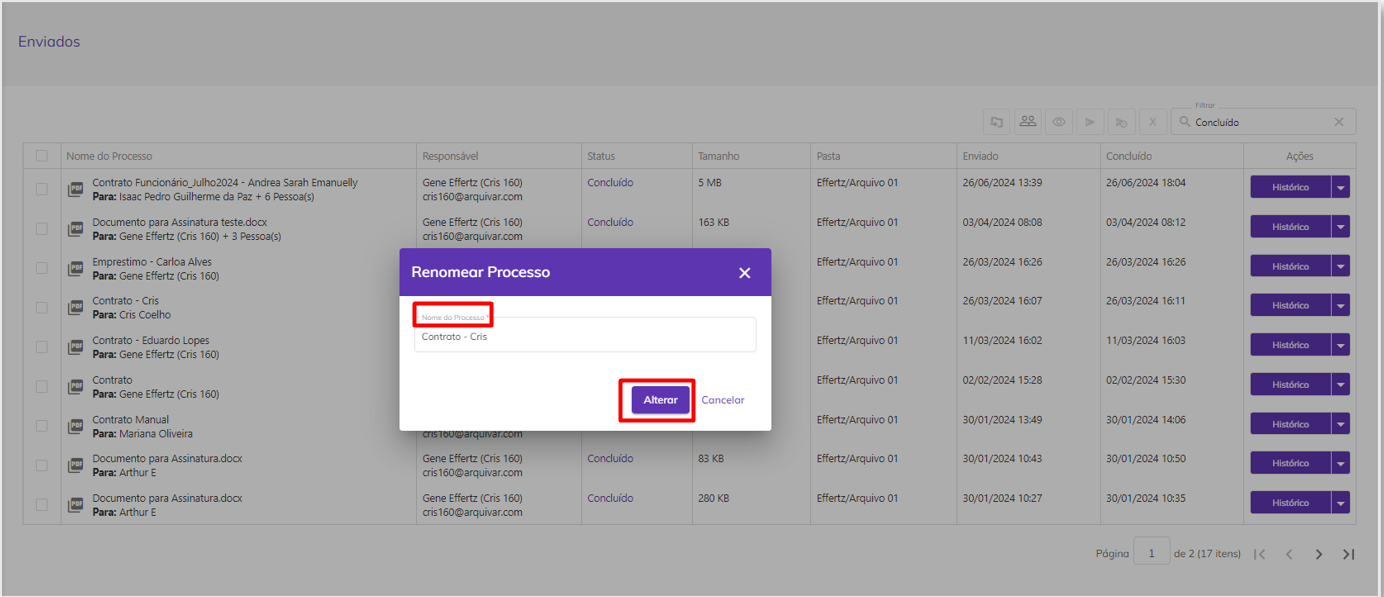 Enviados
Filtrar
Concluído
Nome do Processo Responsável Status Tamanho Pasta Enviado Concluído Ações
Contrato Funcionário_Julho2024 - Andrea Sarah Emanuelly Gene Effertz (Cris 160) Concluído 5 MB Effertz/Arquivo 01 26/06/2024 13:39 26/06/2024 18:04 Histórico
Para: Isaac Pedro Guilherme da Paz + 6 Pessoa(s) cris160@arquivar.com
Documento para Assinatura teste.docx Gene Effertz (Cris 160) Concluído 163 KB Effertz/Arquivo 01 03/04/2024 08:08 03/04/2024 08:12 Histórico
Para: Gene Effertz (Cris 160) + 3 Pessoa(s) cris160@arquivar.com
Emprestimo - Carloa Alves Effertz/Arquivo 01 26/03/2024 16:26 26/03/2024 16:26 Histórico
Para: Gene Effertz (Cris 160)
Contrato - Cris Effertz/Arquivo 01 26/03/2024 16:07 26/03/2024 16:11 Histórico
Para: Cris Coelho
Contrato - Eduardo Lopes Effertz/Arquivo 01 11/03/2024 16:02 11/03/2024 16:03 Histórico
Para: Gene Effertz (Cris 160)
Contrato Effertz/Arquivo 01 02/02/2024 15:28 02/02/2024 15:30 Histórico
Para: Gene Effertz (Cris 160)
Contrato Manual Effertz/Arquivo 01 30/01/2024 13:49 30/01/2024 14:06 Histórico
Para: Mariana Oliveira cris160@arquivar.com
Documento para Assinatura.docx Gene Effertz (Cris 160) Concluído 83 KB Effertz/Arquivo 01 30/01/2024 10:43 30/01/2024 10:50 Histórico
Para: Arthur E cris160@arquivar.com
Documento para Assinatura.docx Gene Effertz (Cris 160) Concluído 280 KB Effertz/Arquivo 01 30/01/2024 10:27 30/01/2024 10:35 Histórico
Para: Arthur E cris160@arquivar.com
Página 1 de 2 (17 itens)
Renomear Processo
Nome do Processo *
Contrato - Cris
Alterar Cancelar